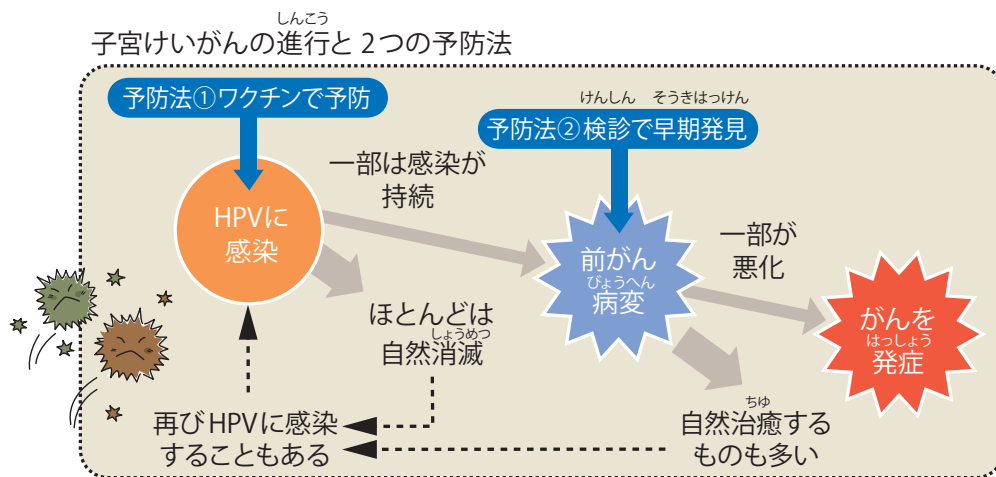 しんこう
子宮けいがんの進行と2つの予防法
予防法①ワクチンで予防
けんしん そうきはっけん
予防法②検診で早期発見
一部は感染が
持続
HPVに
感染
前がん
びょうへん
病変
一部が
悪化
がんを
はっしょう
発症
ほとんどは
しょうめつ
自然消滅
再びHPVに感染
することもある
ちゆ
自然治癒する
ものも多い